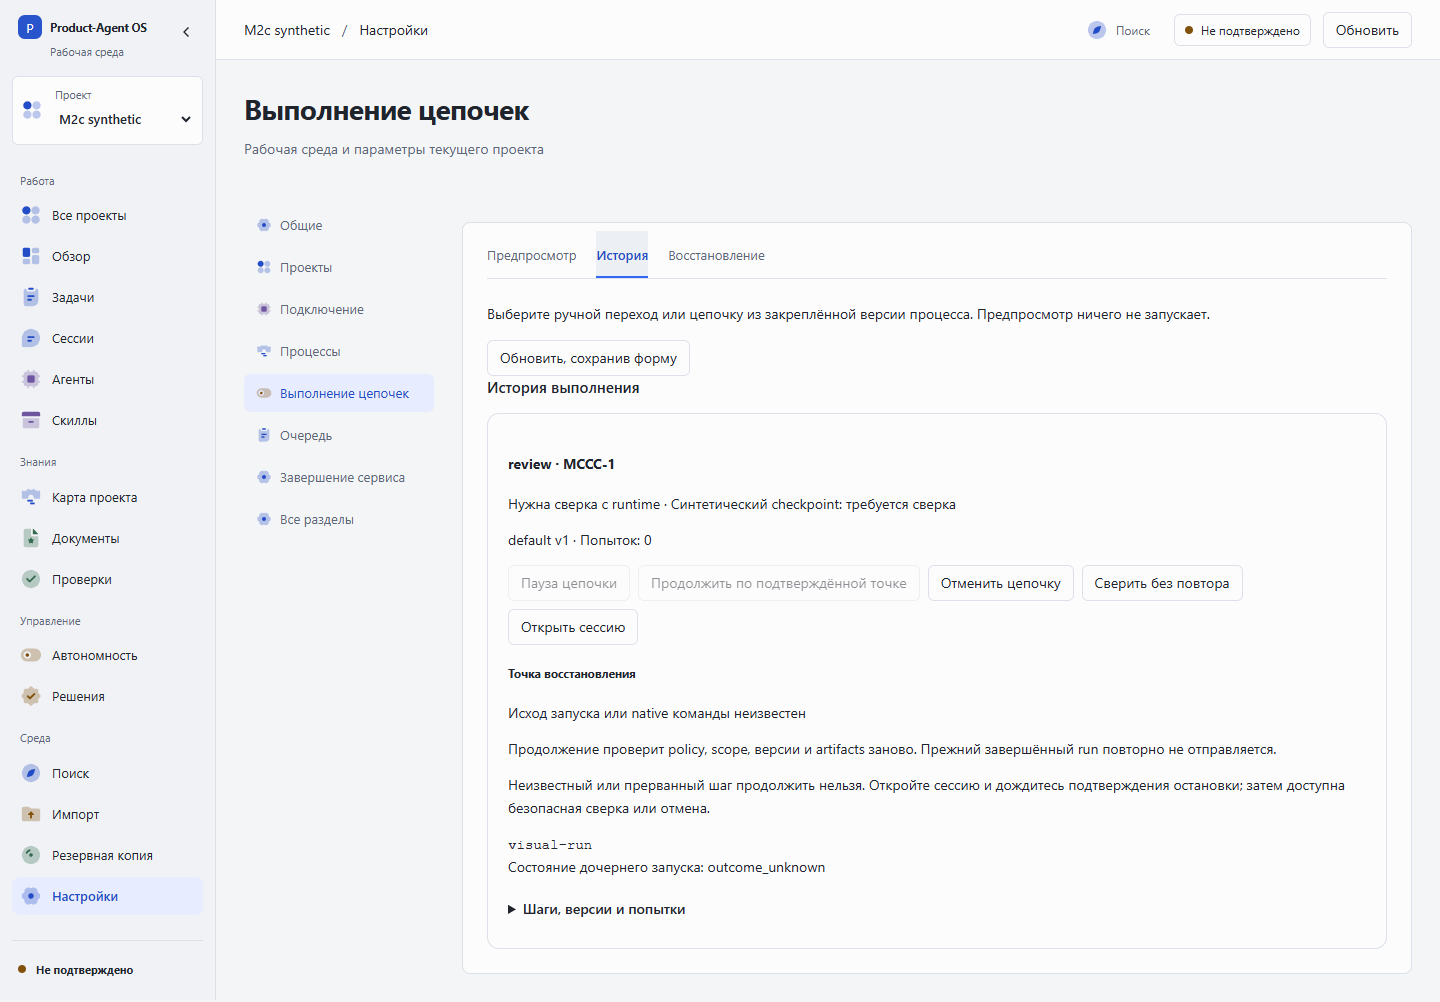 P
Product-Agent OS
Рабочая среда
Проект
M2c synthetic
Работа
Все проекты
Обзор
Задачи
Сессии
Агенты
Скиллы
Знания
Карта проекта
Документы
Проверки
Управление
Автономность
Решения
Среда
Поиск
Импорт
Резервная копия
Настройки
Не подтверждено
M2c synthetic / Настройки
Поиск
Не подтверждено
Обновить
Выполнение цепочек
Рабочая среда и параметры текущего проекта
Общие
Проекты
Подключение
Процессы
Выполнение цепочек
Очередь
Завершение сервиса
Все разделы
Предпросмотр История Восстановление
Выберите ручной переход или цепочку из закреплённой версии процесса. Предпросмотр ничего не запускает.
Обновить, сохранив форму
История выполнения
review · MCCC-1
Нужна сверка с runtime · Синтетический checkpoint: требуется сверка
default v1 · Попыток: 0
Пауза цепочки Продолжить по подтверждённой точке Отменить цепочку Сверить без повтора
Открыть сессию
Точка восстановления
Исход запуска или native команды неизвестен
Продолжение проверит policy, scope, версии и artifacts заново. Прежний завершённый run повторно не отправляется.
Неизвестный или прерванный шаг продолжить нельзя. Откройте сессию и дождитесь подтверждения остановки; затем доступна
безопасная сверка или отмена.
visual-run
Состояние дочернего запуска: outcome_unknown
Шаги, версии и попытки